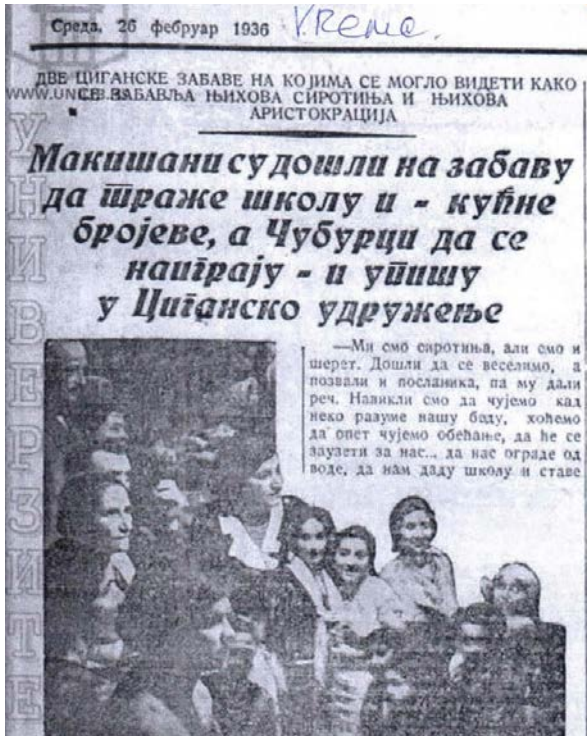 Среда, 26 фебруар 1936 Vreme.
ДВЕ ЦИГАНСКЕ ЗАБАВЕ НА КОЈИМА СЕ МОГЛО ВИДЕТИ КАКО
СЕ ЗАБАВЉА ЊИХОВА СИРОТИЊА И ЊИХОВА
АРИСТОКРАЦИЈА
Макишани су дошли на забаву
да траже школу и - кућне
бројеве, а Чубурци да се
наиграју - и упишу
у Циганско удружење
—Ми смо сиротиња, али смо и
шерет. Дошли да се веселимо, а
позвали и посланика, па му дали
реч. Навикли смо да чујемо кад
неко разуме нашу беду, хоћемо
да опет чујемо обећање, да ће се
заузети за нас... да нас ограде од
воде, да нам даду школу и ставе
УНИВЕРЗИТЕ